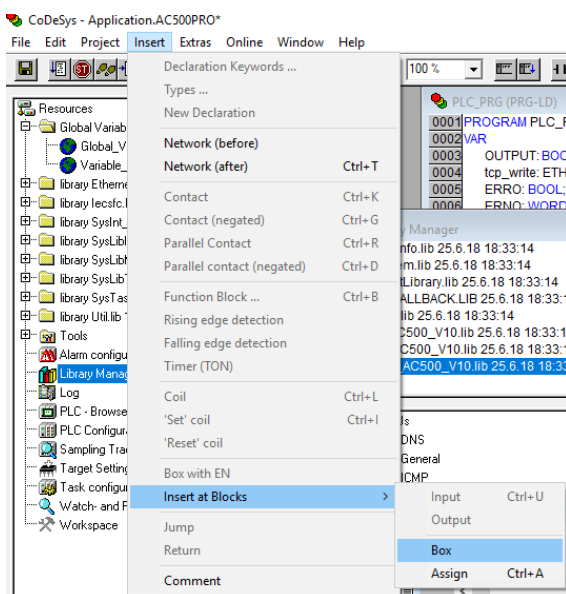 CoDeSys - Application.AC500PRO*
File Edit Project Insert Extras Online Window Help
100 %
Resources
Global Variab
Global_V
Variable_
library Etherne
library Iecsfc.l
library SysInt_
library SysLibl
library SysLibN
library SysLib
library SysTas
library Util.lib
Tools
Alarm configu
Library Manag
Log
PLC - Browse
PLC Configur
Sampling Tra
Target Setting
Task configu
Watch- and F
Workspace
Declaration Keywords ...
Types ...
New Declaration
Network (before)
Network (after) Ctrl+T
Contact Ctrl+K
Contact (negated) Ctrl+G
Parallel Contact Ctrl+R
Parallel contact (negated) Ctrl+D
Function Block ... Ctrl+B
Rising edge detection
Falling edge detection
Timer (TON)
Coil Ctrl+L
'Set' coil Ctrl+I
'Reset' coil
Box with EN
Insert at Blocks
Jump
Return
Comment
Input Ctrl+U
Output
Box
Assign Ctrl+A
PLC_PRG (PRG-LD)
0001 PROGRAM PLC_F
0002 VAR
0003 OUTPUT: BOO
0004 tcp_write: ETH
0005 ERRO: BOOL;
0006 ERNO: WORD
y Manager
nfo.lib 25.6.18 18:33:14
em.lib 25.6.18 18:33:14
tLibrary.lib 25.6.18 18:33:14
ALLBACK.LIB 25.6.18 18:33:
lib 25.6.18 18:33:14
C500_V10.lib 25.6.18 18:33:1
C500_V10.lib 25.6.18 18:33:
_AC500_V10.lib 25.6.18 18:33
ls
DNS
General
ICMP